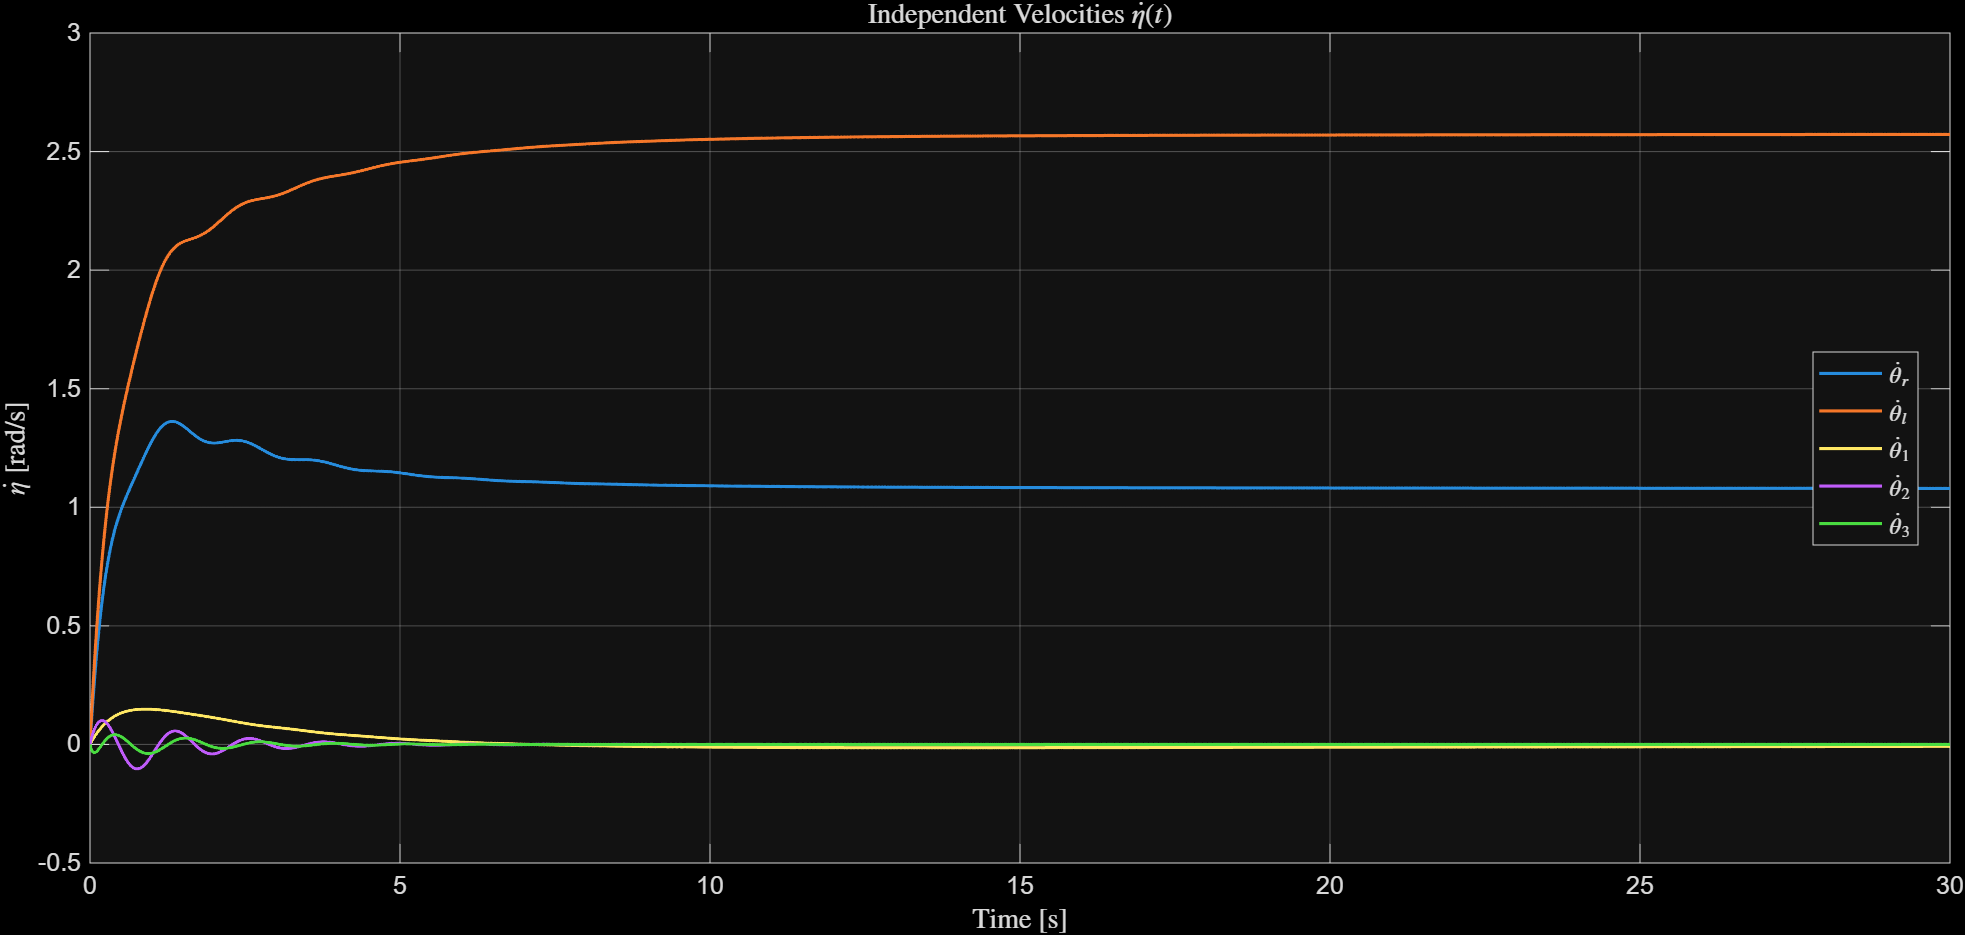 Independent Velocities η̇(t)
3
2.5
2
1.5
1
0.5
0
-0.5
η̇ [rad/s]
0 5 10 15 20 25 30
Time [s]
θ̇r
θ̇l
θ̇1
θ̇2
θ̇3